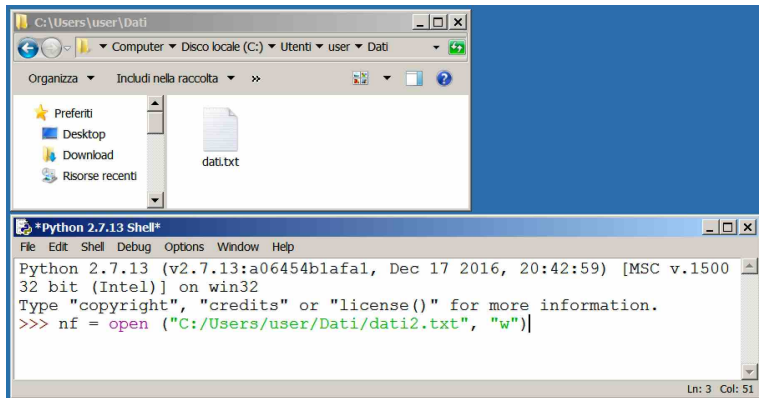 C:\Users\user\Dati
Computer Disco locale (C:) Utenti user Dati
Organizza Includi nella raccolta »
Preferiti
Desktop
Download
Risorse recenti
dati.txt
*Python 2.7.13 Shell*
File Edit Shell Debug Options Window Help
Python 2.7.13 (v2.7.13:a06454b1afa1, Dec 17 2016, 20:42:59) [MSC v.1500
32 bit (Intel)] on win32
Type "copyright", "credits" or "license()" for more information.
>>> nf = open ("C:/Users/user/Dati/dati2.txt", "w")
Ln: 3 Col: 51